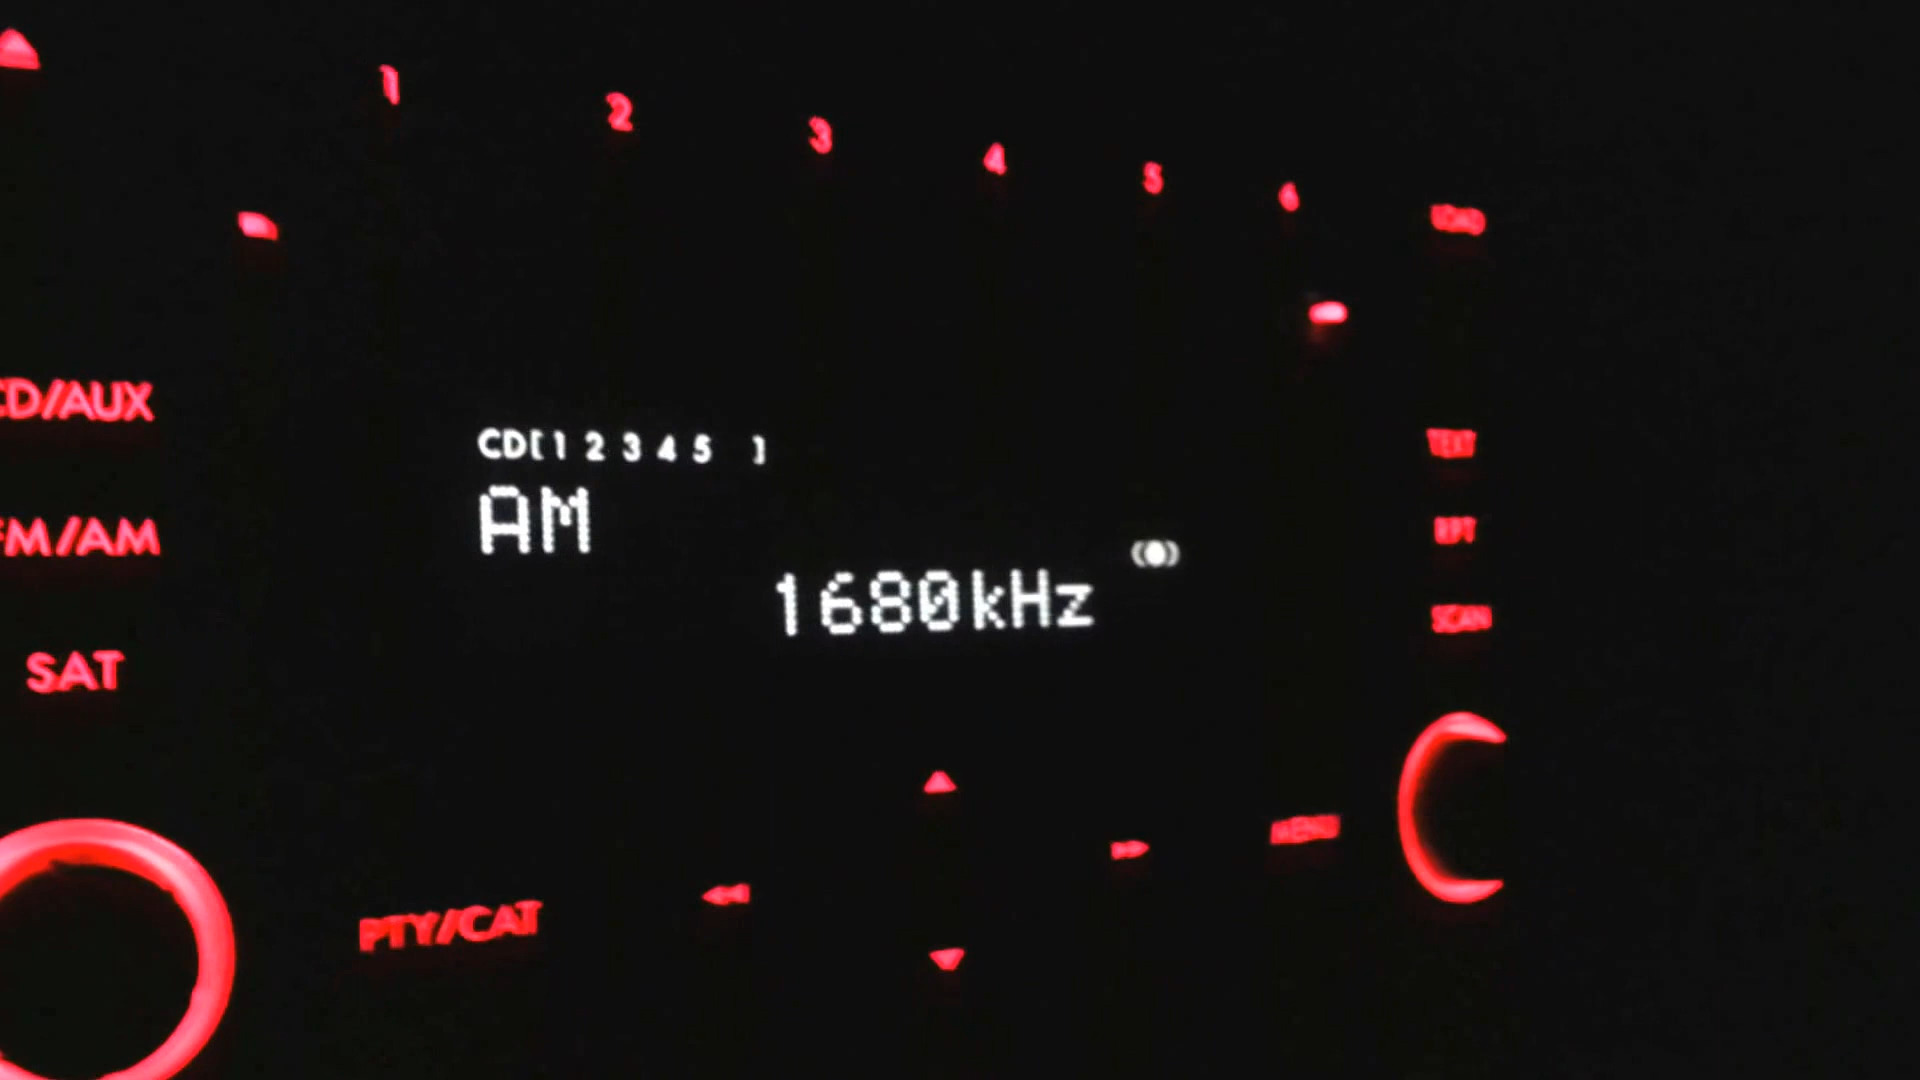 1 2 3 4 5 6
LOAD
CD/AUX
CD[1 2 3 4 5 ]
TEXT
AM
FM/AM
RPT
1680kHz
SCAN
SAT
MENU
PTY/CAT